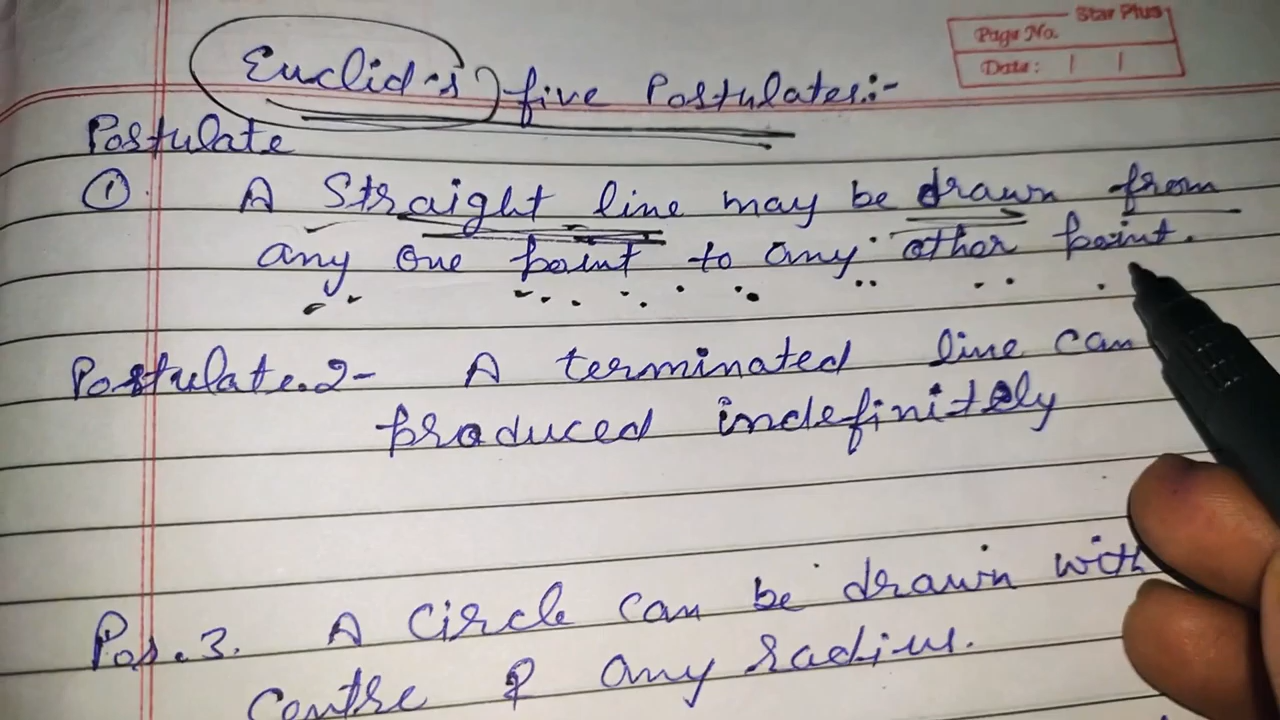 Star Plus
Page No.
Date:
Euclid's five Postulates:-
Postulate
① A Straight line may be drawn from
any one point to any other point.
Postulate.2- A terminated line can
produced indefinitely
Pos.3. A Circle can be drawn with
Centre & any radius.